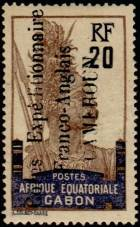 RF
20
Corps Expéditionnaire
Franco-Anglais
CAMEROUN
POSTES
AFRIQUE EQUATORIALE
GABON